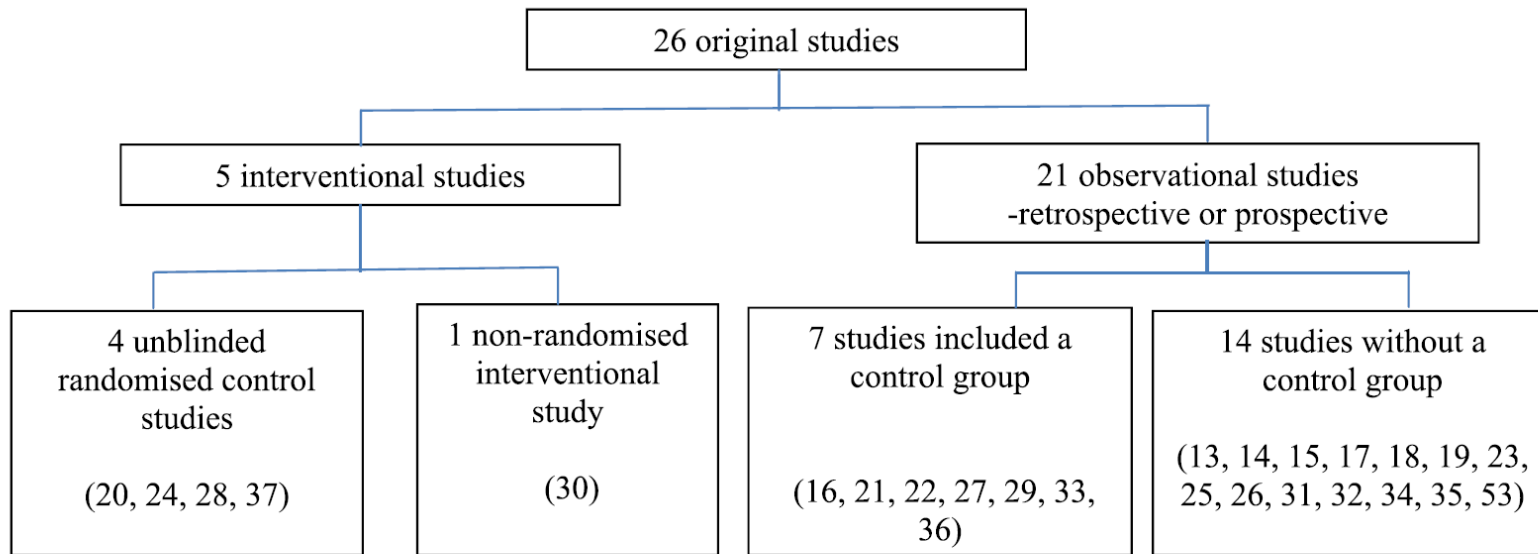 26 original studies
5 interventional studies
21 observational studies
-retrospective or prospective
4 unblinded
randomised control
studies
(20, 24, 28, 37)
1 non-randomised
interventional
study
(30)
7 studies included a
control group
(16, 21, 22, 27, 29, 33,
36)
14 studies without a
control group
(13, 14, 15, 17, 18, 19, 23,
25, 26, 31, 32, 34, 35, 53)